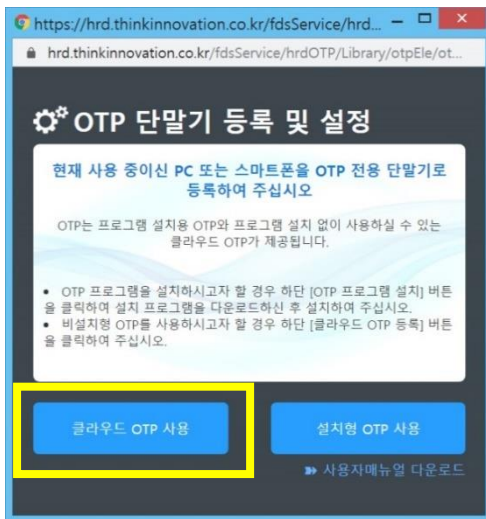 https://hrd.thinkinnovation.co.kr/fdsService/hrd...
hrd.thinkinnovation.co.kr/fdsService/hrdOTP/Library/otpEle/ot...
OTP 단말기 등록 및 설정
현재 사용 중이신 PC 또는 스마트폰을 OTP 전용 단말기로
등록하여 주십시오
OTP는 프로그램 설치용 OTP와 프로그램 설치 없이 사용하실 수 있는
클라우드 OTP가 제공됩니다.
• OTP 프로그램을 설치하시고자 할 경우 하단 [OTP 프로그램 설치] 버튼
을 클릭하여 설치 프로그램을 다운로드하신 후 설치하여 주십시오.
• 비설치형 OTP를 사용하시고자 할 경우 하단 [클라우드 OTP 등록] 버튼
을 클릭하여 주십시오.
클라우드 OTP 사용
설치형 OTP 사용
사용자매뉴얼 다운로드